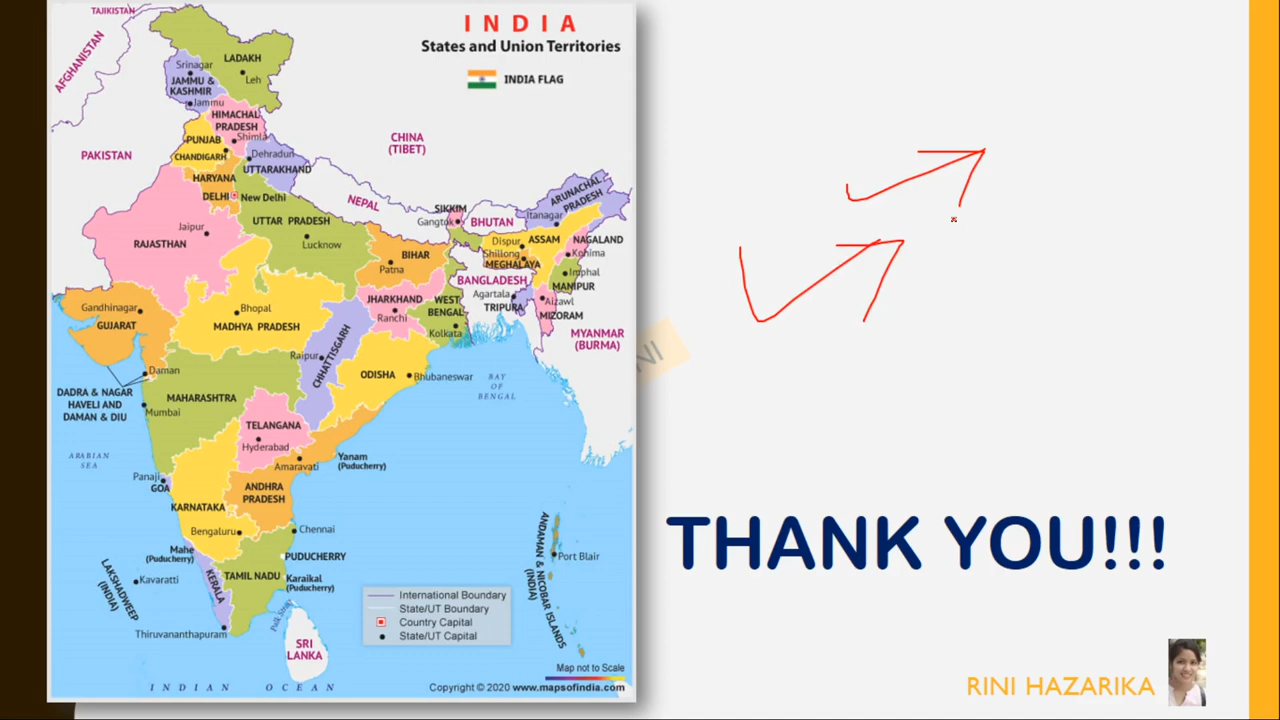 INDIA
States and Union Territories
INDIA FLAG
TAJIKISTAN
AFGHANISTAN
LADAKH
Leh
Srinagar
JAMMU &
KASHMIR
Jammu
HIMACHAL
PRADESH
Shimla
PUNJAB
CHANDIGARH
Dehradun
UTTARAKHAND
HARYANA
DELHI
New Delhi
PAKISTAN
CHINA
(TIBET)
NEPAL
SIKKIM
Gangtok
BHUTAN
ARUNACHAL
PRADESH
Itanagar
Dispur
ASSAM
NAGALAND
Kohima
Shillong
MEGHALAYA
Imphal
MANIPUR
BANGLADESH
Agartala
TRIPURA
Aizawl
MIZORAM
MYANMAR
(BURMA)
Jaipur
RAJASTHAN
UTTAR PRADESH
Lucknow
BIHAR
Patna
JHARKHAND
Ranchi
WEST
BENGAL
Kolkata
Gandhinagar
GUJARAT
Bhopal
MADHYA PRADESH
Raipur
CHHATTISGARH
ODISHA
Bhubaneswar
BAY
OF
BENGAL
Daman
DADRA & NAGAR
HAVELI AND
DAMAN & DIU
MAHARASHTRA
Mumbai
TELANGANA
Hyderabad
ARABIAN
SEA
Amaravati
Yanam
(Puducherry)
Panaji
GOA
ANDHRA
PRADESH
KARNATAKA
Bengaluru
Chennai
Mahe
(Puducherry)
PUDUCHERRY
LAKSHADWEEP
(INDIA)
Kavaratti
KERALA
TAMIL NADU
Karaikal
(Puducherry)
Palk Strait
Thiruvananthapuram
SRI
LANKA
ANDAMAN & NICOBAR ISLANDS
(INDIA)
Port Blair
International Boundary
State/UT Boundary
Country Capital
State/UT Capital
Map not to Scale
INDIAN OCEAN
Copyright © 2020 www.mapsofindia.com
THANK YOU!!!
RINI HAZARIKA